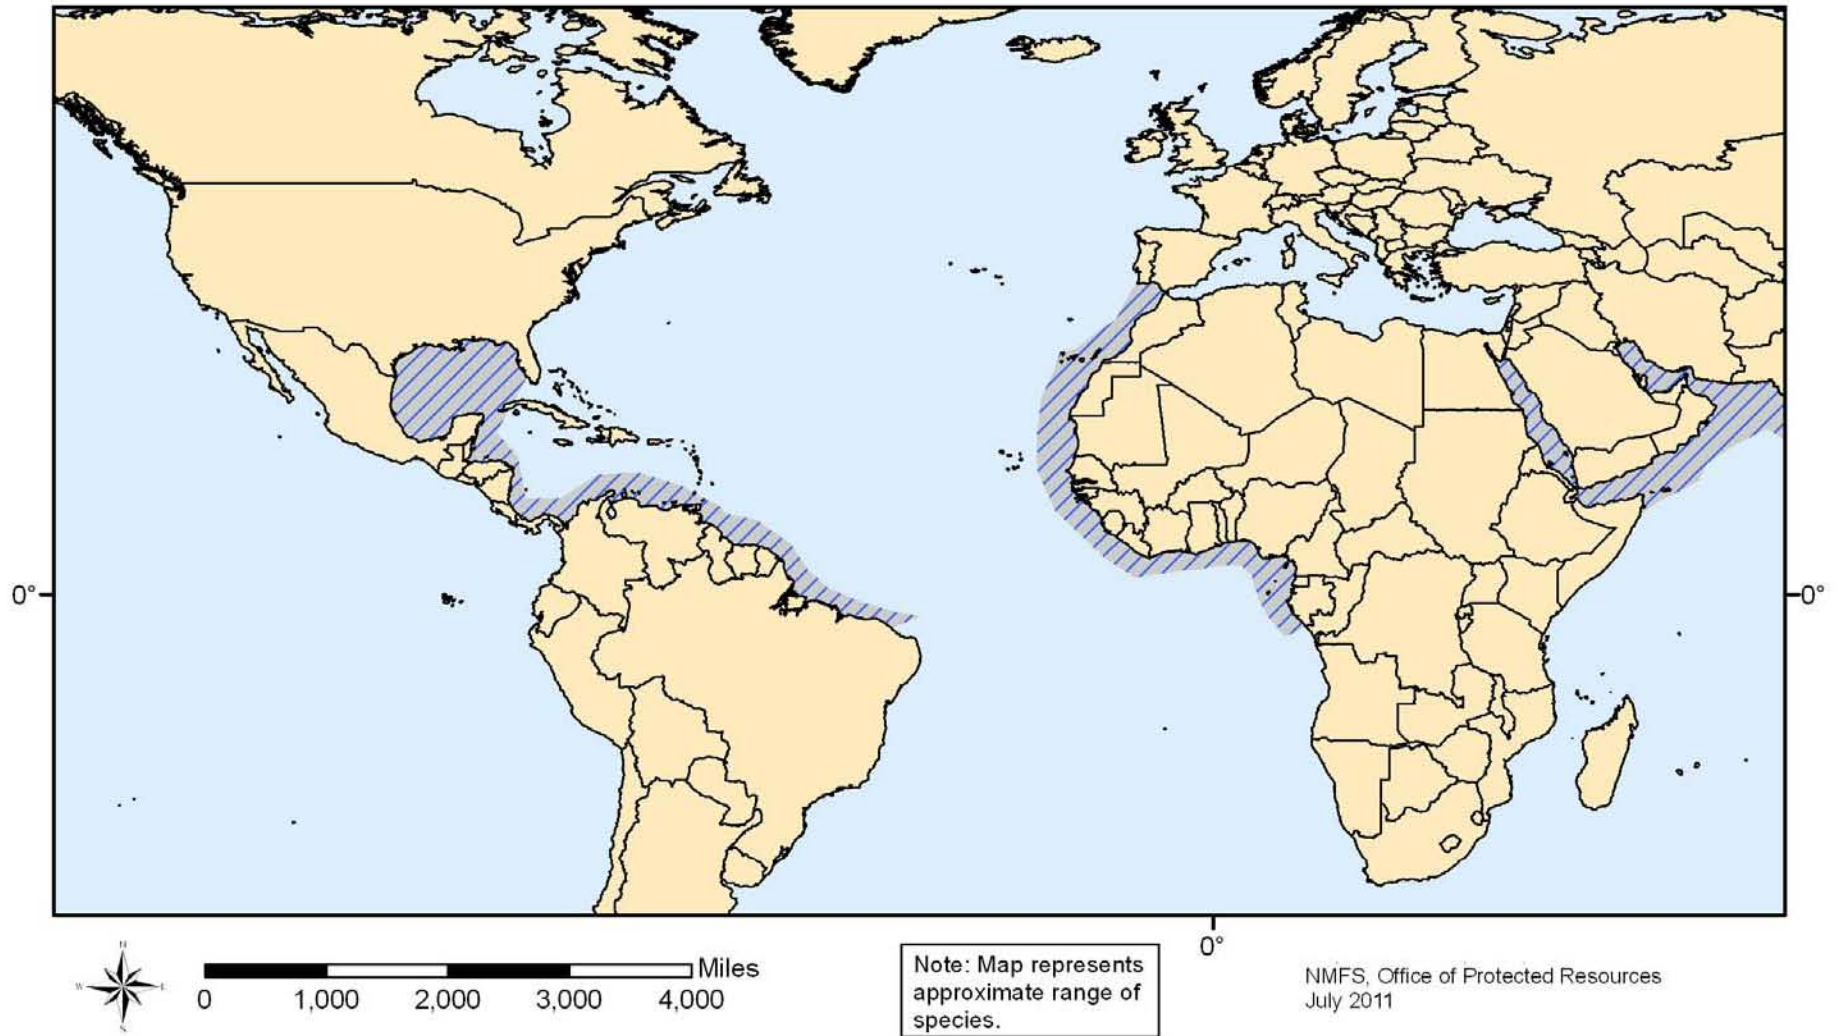 0°
0°
0°
N
W
E
S
Miles
0
1,000
2,000
3,000
4,000
Note: Map represents
approximate range of
species.
NMFS, Office of Protected Resources
July 2011